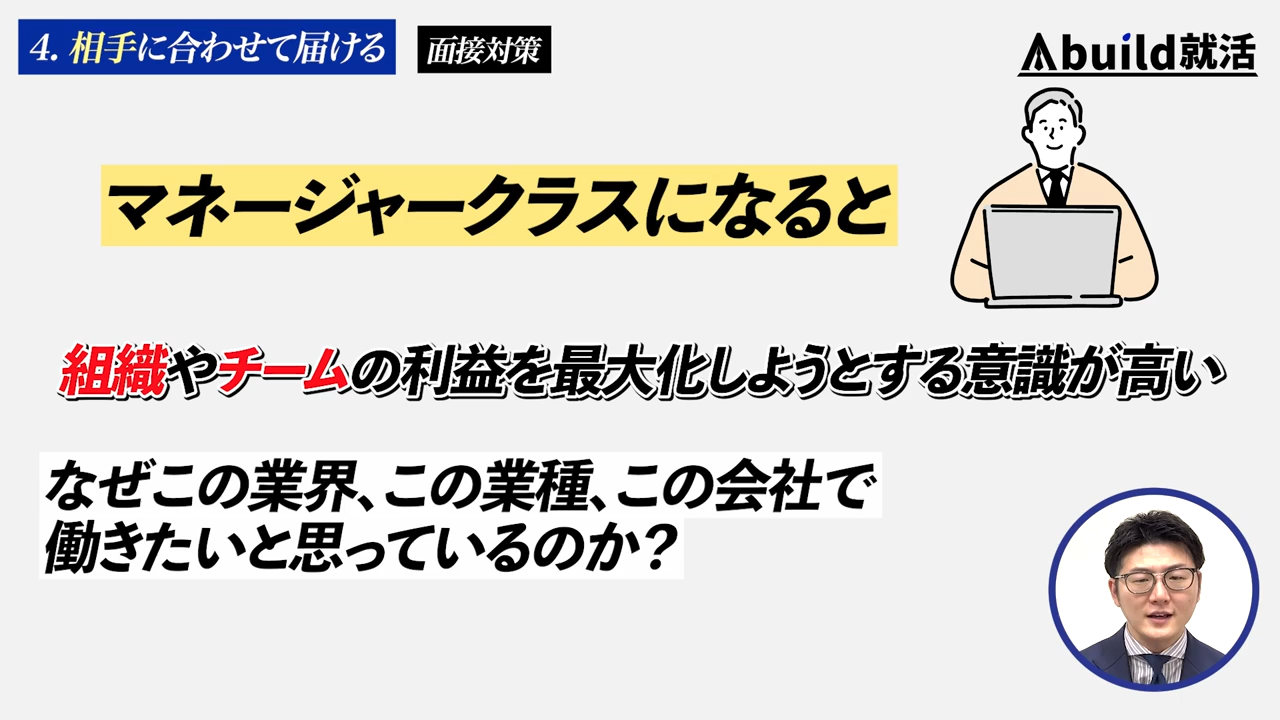 4. 相手に合わせて届ける
面接対策
Abuild就活
マネージャークラスになると
組織やチームの利益を最大化しようとする意識が高い
なぜこの業界、この業種、この会社で
働きたいと思っているのか?